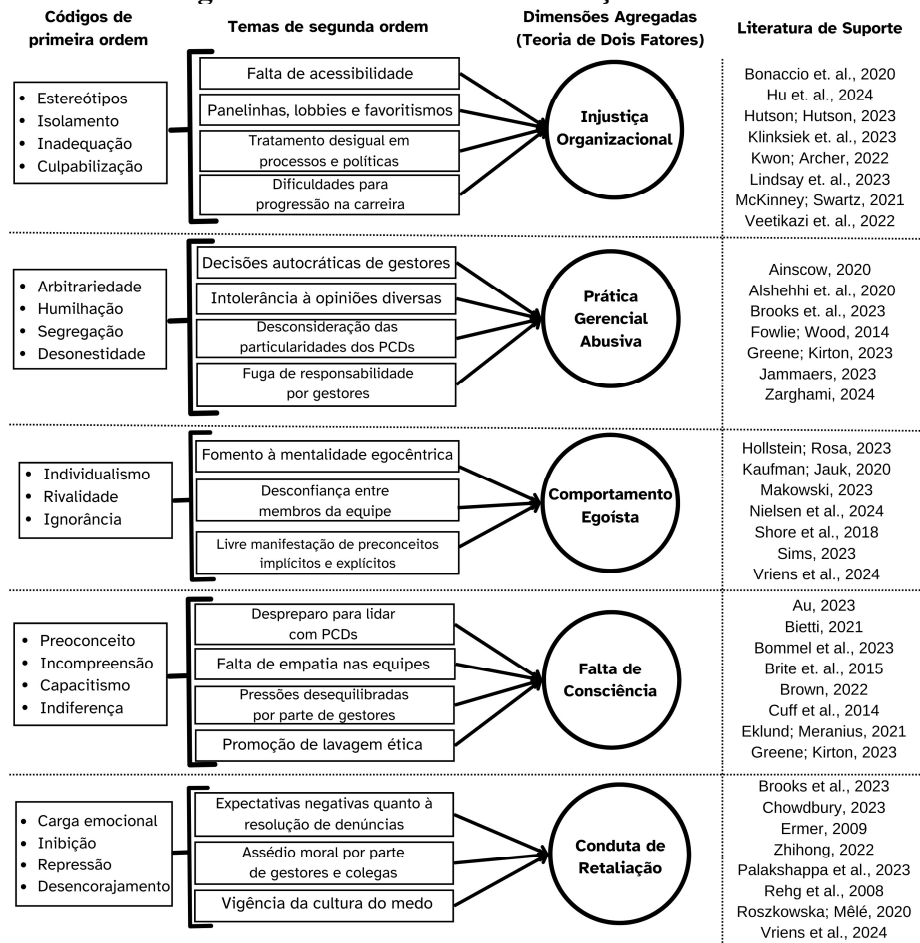 Códigos de
primeira ordem
Temas de segunda ordem
Dimensões Agregadas
(Teoria de Dois Fatores)
Literatura de Suporte
• Estereótipos
• Isolamento
• Inadequação
• Culpabilização
Falta de acessibilidade
Panelinhas, lobbies e favoritismos
Tratamento desigual em
processos e políticas
Dificuldades para
progressão na carreira
Injustiça
Organizacional
Bonaccio et. al., 2020
Hu et. al., 2024
Hutson; Hutson, 2023
Klinksiek et. al., 2023
Kwon; Archer, 2022
Lindsay et. al., 2023
McKinney; Swartz, 2021
Veetikazi et. al., 2022
• Arbitrariedade
• Humilhação
• Segregação
• Desonestidade
Decisões autocráticas de gestores
Intolerância à opiniões diversas
Desconsideração das
particularidades dos PCDs
Fuga de responsabilidade
por gestores
Prática
Gerencial
Abusiva
Ainscow, 2020
Alshehhi et. al., 2020
Brooks et. al., 2023
Fowlie; Wood, 2014
Greene; Kirton, 2023
Jammaers, 2023
Zarghami, 2024
• Individualismo
• Rivalidade
• Ignorância
Fomento à mentalidade egocêntrica
Desconfiança entre
membros da equipe
Livre manifestação de preconceitos
implícitos e explícitos
Comportamento
Egoísta
Hollstein; Rosa, 2023
Kaufman; Jauk, 2020
Makowski, 2023
Nielsen et al., 2024
Shore et al., 2018
Sims, 2023
Vriens et al., 2024
• Preoconceito
• Incompreensão
• Capacitismo
• Indiferença
Despreparo para lidar
com PCDs
Falta de empatia nas equipes
Pressões desequilibradas
por parte de gestores
Promoção de lavagem ética
Falta de
Consciência
Au, 2023
Bietti, 2021
Bommel et al., 2023
Brite et. al., 2015
Brown, 2022
Cuff et al., 2014
Eklund; Meranius, 2021
Greene; Kirton, 2023
• Carga emocional
• Inibição
• Repressão
• Desencorajamento
Expectativas negativas quanto à
resolução de denúncias
Assédio moral por parte
de gestores e colegas
Vigência da cultura do medo
Conduta de
Retaliação
Brooks et al., 2023
Chowdbury, 2023
Ermer, 2009
Zhihong, 2022
Palakshappa et al., 2023
Rehg et al., 2008
Roszkowska; Mêlé, 2020
Vriens et al., 2024